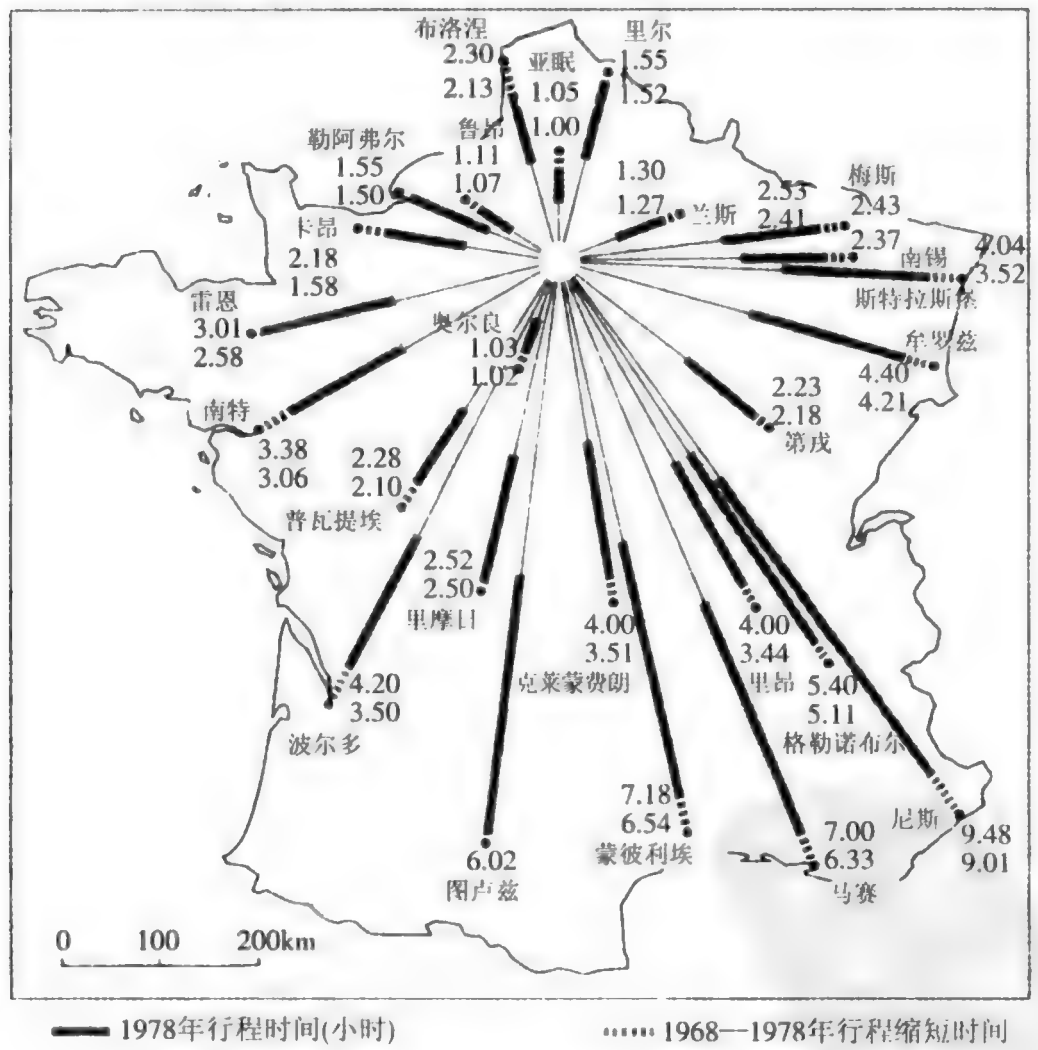 布洛涅
2.30
2.13
亚眠
1.05
1.00
里尔
1.55
1.52
勒阿弗尔
1.55
1.50
鲁昂
1.11
1.07
1.30
1.27
兰斯
2.53
2.41
梅斯
2.43
2.37
南锡
卡昂
2.18
1.58
4.04
3.52
斯特拉斯堡
雷恩
3.01
2.58
奥尔良
1.03
1.02
牟罗兹
4.40
4.21
南特
3.38
3.06
2.23
2.18
第戎
2.28
2.10
普瓦提埃
2.52
2.50
里摩日
4.00
3.51
克莱蒙费朗
4.00
3.44
里昂
5.40
5.11
格勒诺布尔
4.20
3.50
波尔多
7.18
6.54
蒙彼利埃
尼斯
9.48
9.01
6.02
图卢兹
7.00
6.33
马赛
0 100 200km
1978年行程时间(小时)
1968—1978年行程缩短时间